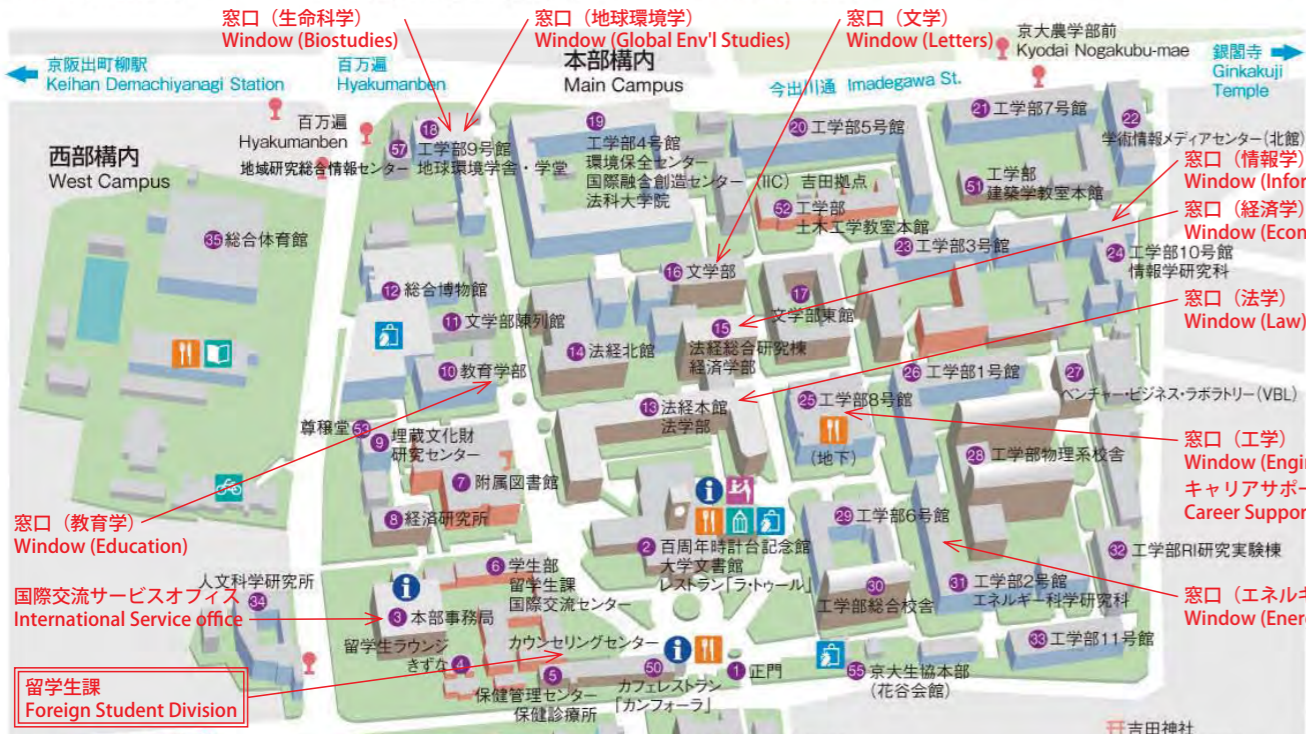 窓口（生命科学）
Window (Biostudies)
窓口（地球環境学）
Window (Global Env'l Studies)
窓口（文学）
Window (Letters)
京大農学部前
Kyodai Nogakubu-mae
銀閣寺
Ginkakuji
Temple
京阪出町柳駅
Keihan Demachiyanagi Station
百万遍
Hyakumanben
本部構内
Main Campus
今出川通 Imadegawa St.
百万遍
Hyakumanben
西部構内
West Campus
57
地域研究総合情報センター
18
工学部9号館
地球環境学舎・学堂
19
工学部4号館
環境保全センター
国際融合創造センター (IIC) 吉田拠点
法科大学院
20 工学部5号館
21 工学部7号館
22
学術情報メディアセンター(北館)
窓口（情報学）
Window (Infor
51 工学部
建築学教室本館
52 工学部
土木工学教室本館
窓口（経済学）
Window (Econ
35 総合体育館
23 工学部3号館
24 工学部10号館
情報学研究科
16 文学部
17
文学部東館
12 総合博物館
11 文学部陳列館
窓口（法学）
Window (Law)
15
法経総合研究棟
経済学部
14 法経北館
10 教育学部
26 工学部1号館
27
ベンチャー・ビジネス・ラボラトリー(VBL)
13 法経本館
法学部
25 工学部8号館
(地下)
尊攘堂 53
9 埋蔵文化財
研究センター
窓口（工学）
Window (Engin
キャリアサポー
Career Suppor
28 工学部物理系校舎
7 附属図書館
8 経済研究所
窓口（教育学）
Window (Education)
29 工学部6号館
2 百周年時計台記念館
大学文書館
レストラン「ラ・トゥール」
32 工学部RI研究実験棟
6 学生部
留学生課
国際交流センター
人文科学研究所
34
国際交流サービスオフィス
International Service office
3 本部事務局
30
工学部総合校舎
31 工学部2号館
エネルギー科学研究科
窓口（エネルギ
Window (Ener
33 工学部11号館
留学生ラウンジ
きずな 4
カウンセリングセンター
5
保健管理センター
保健診療所
50
カフェレストラン
「カンフォーラ」
1 正門
55 京大生協本部
(花谷会館)
留学生課
Foreign Student Division
吉田神社